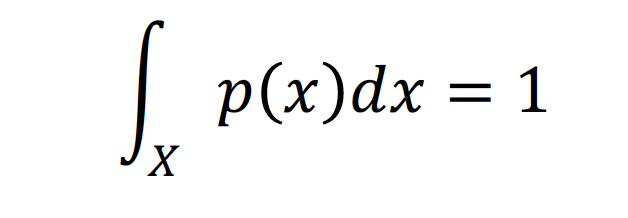 ∫_X p(x)dx = 1